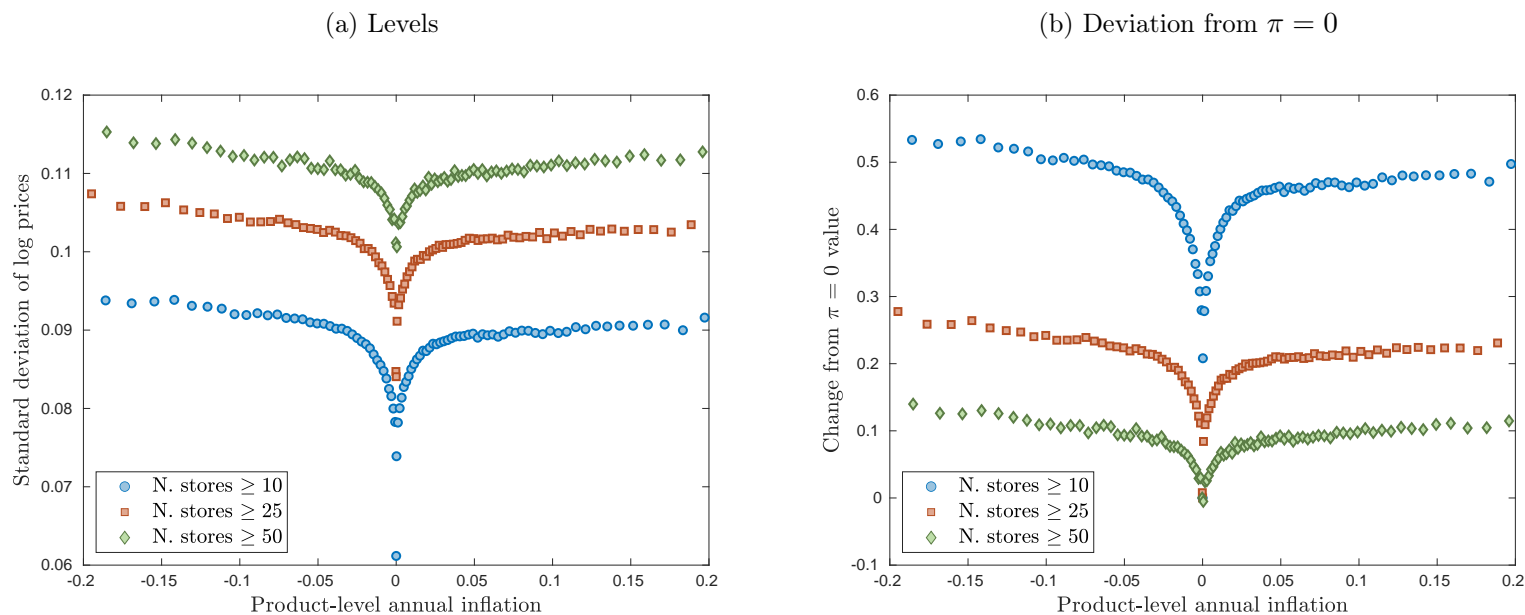 (a) Levels
0.12
0.11
0.1
0.09
0.08
0.07
0.06
Standard deviation of log prices
N. stores ≥ 10
N. stores ≥ 25
N. stores ≥ 50
-0.2 -0.15 -0.1 -0.05 0 0.05 0.1 0.15 0.2
Product-level annual inflation
(b) Deviation from π = 0
0.6
0.5
0.4
0.3
0.2
0.1
0
-0.1
Change from π = 0 value
N. stores ≥ 10
N. stores ≥ 25
N. stores ≥ 50
-0.2 -0.15 -0.1 -0.05 0 0.05 0.1 0.15 0.2
Product-level annual inflation